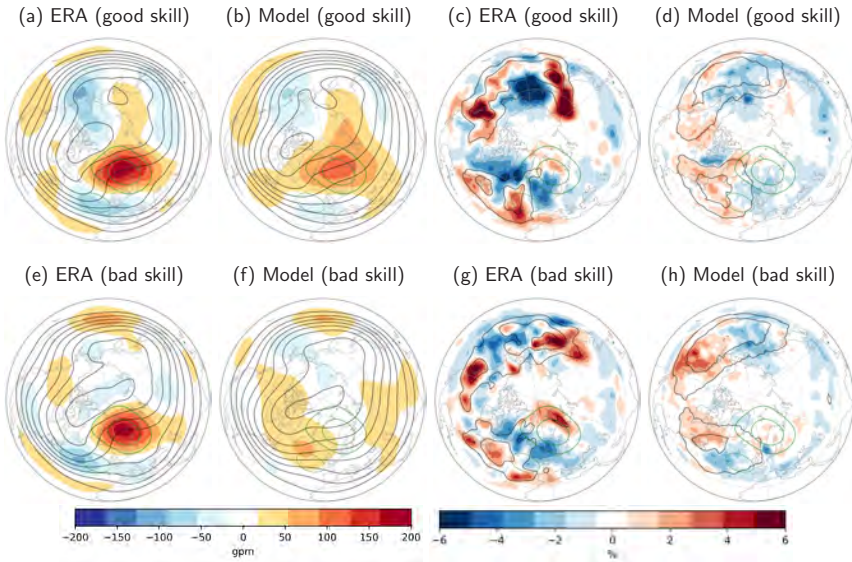 (a) ERA (good skill) (b) Model (good skill) (c) ERA (good skill) (d) Model (good skill)
(e) ERA (bad skill) (f) Model (bad skill) (g) ERA (bad skill) (h) Model (bad skill)
−200 −150 −100 −50 0 50 100 150 200 −6 −4 −2 0 2 4 6
gpm %